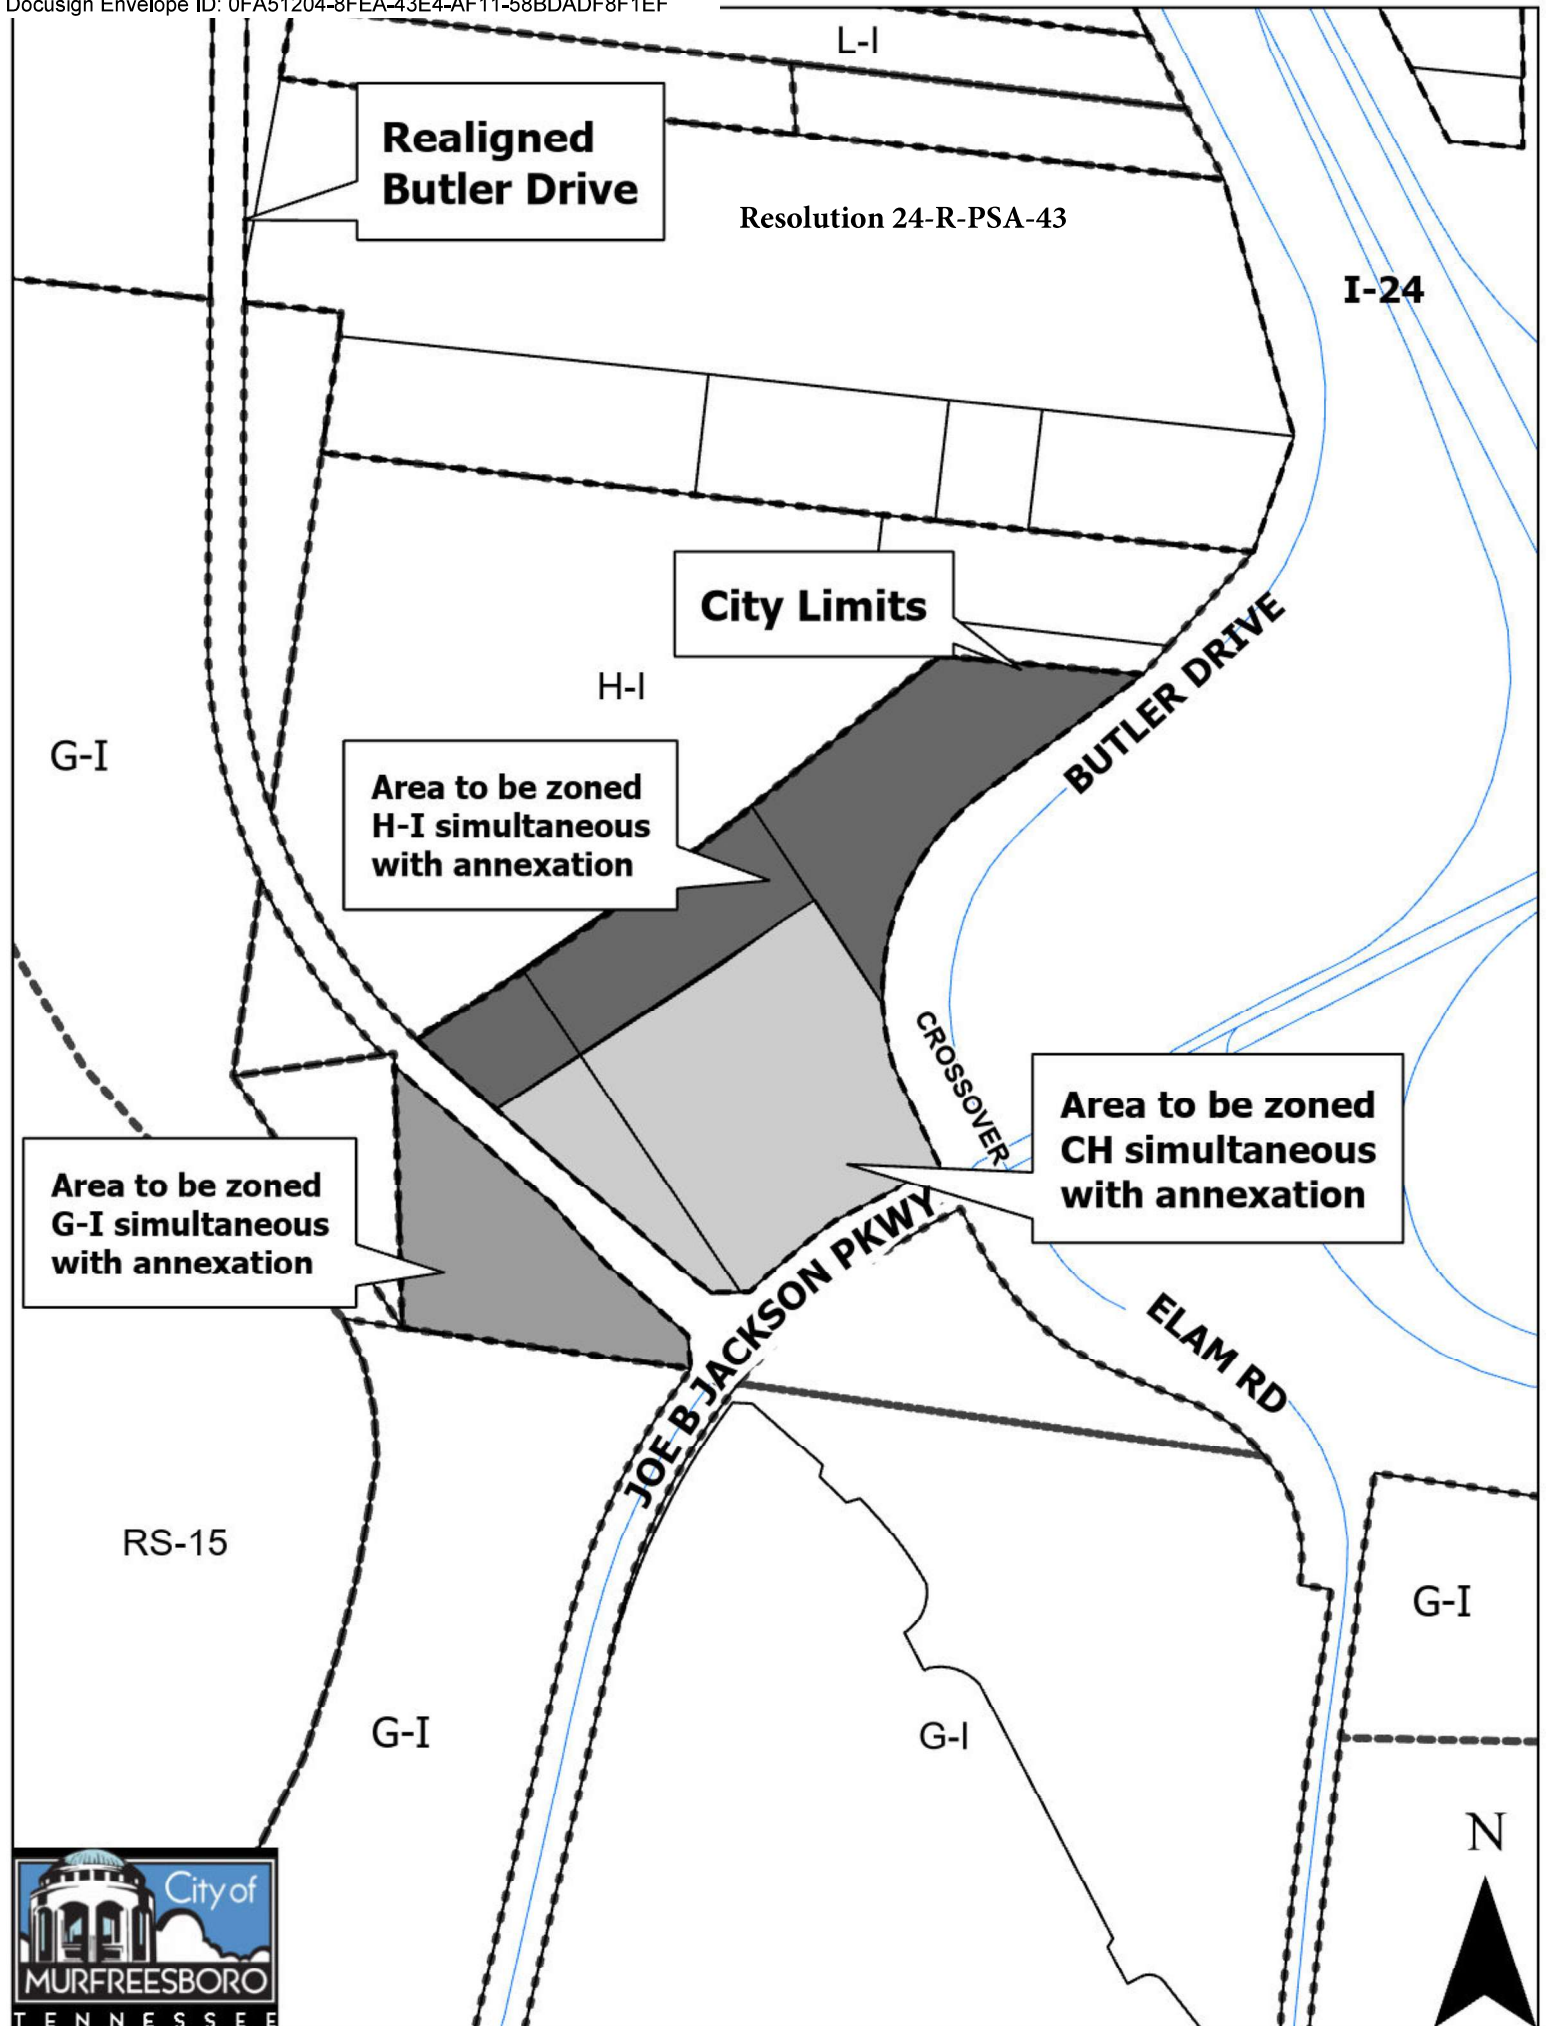 Docusign Envelope ID: 0FA51204-8FEA-43E4-AF11-58BDADF8F1EF
L-I
Realigned
Butler Drive
Resolution 24-R-PSA-43
I-24
City Limits
BUTLER DRIVE
H-I
G-I
Area to be zoned
H-I simultaneous
with annexation
CROSSOVER
Area to be zoned
CH simultaneous
with annexation
Area to be zoned
G-I simultaneous
with annexation
JOE B JACKSON PKWY
ELAM RD
RS-15
G-I
G-I
G-I
N
City of
MURFREESBORO
TENNESSEE